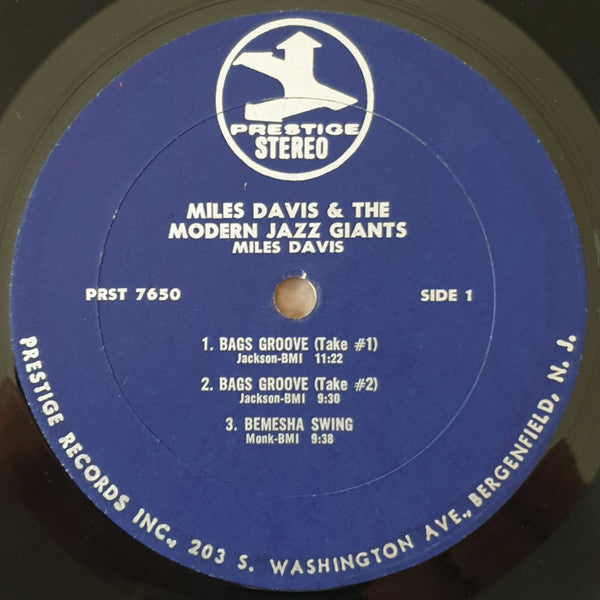 PRESTIGE
STEREO
MILES DAVIS & THE
MODERN JAZZ GIANTS
MILES DAVIS
PRST 7650
SIDE 1
1. BAGS GROOVE (Take #1)
Jackson-BMI 11:22
2. BAGS GROOVE (Take #2)
Jackson-BMI 9:30
3. BEMESHA SWING
Monk-BMI 9:38
PRESTIGE RECORDS INC., 203 S. WASHINGTON AVE., BERGENFIELD, N. J.